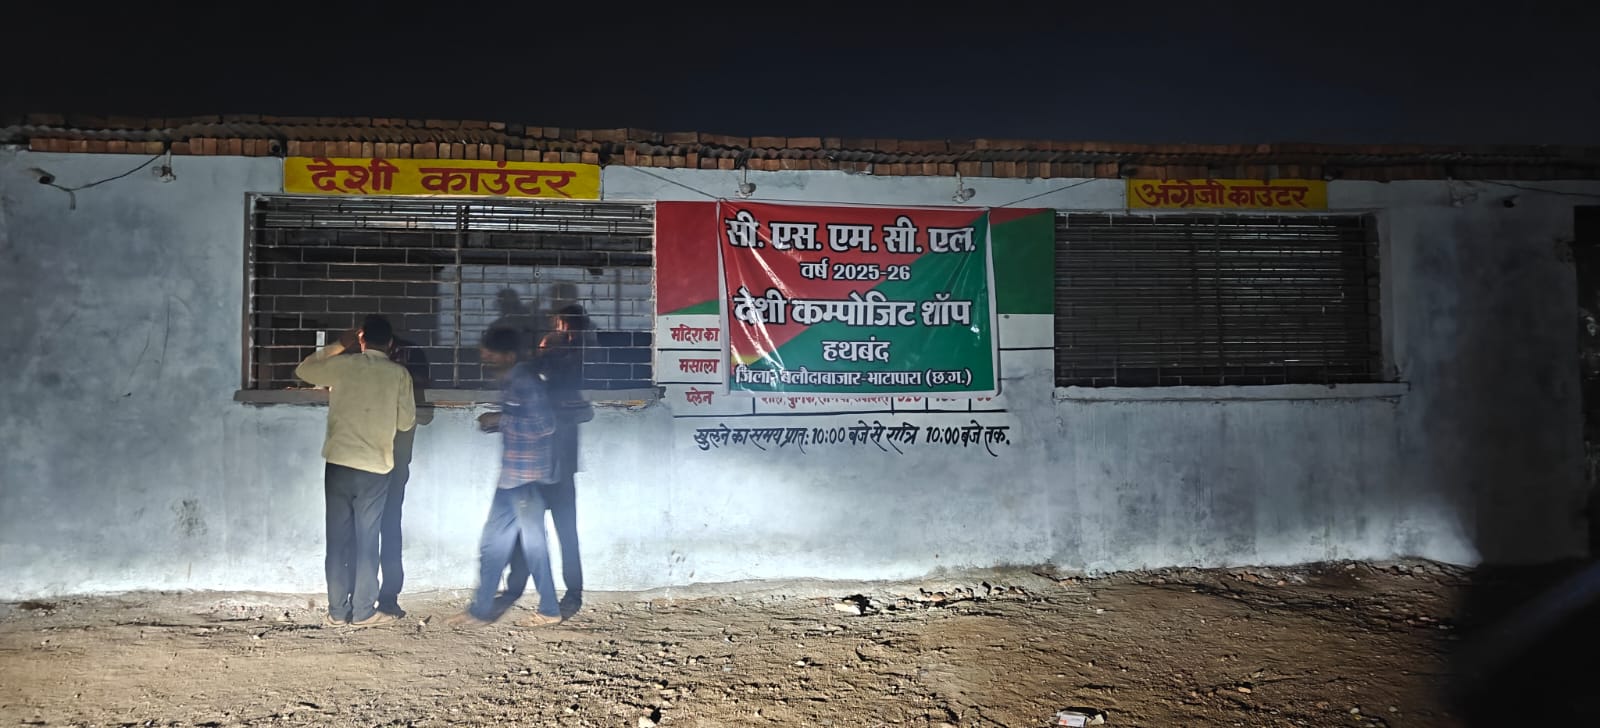 देशी काउंटर
अंग्रेजी काउंटर
सी. एस. एम. सी. एल.
वर्ष 2025-26
देशी कम्पोजिट शॉप
हथबंद
जिला- बलौदाबाजार-भाटापारा (छ.ग.)
मदिरा का
मसाला
प्लेन
खुलने का समय प्रात: 10:00 बजे से रात्रि 10:00 बजे तक.